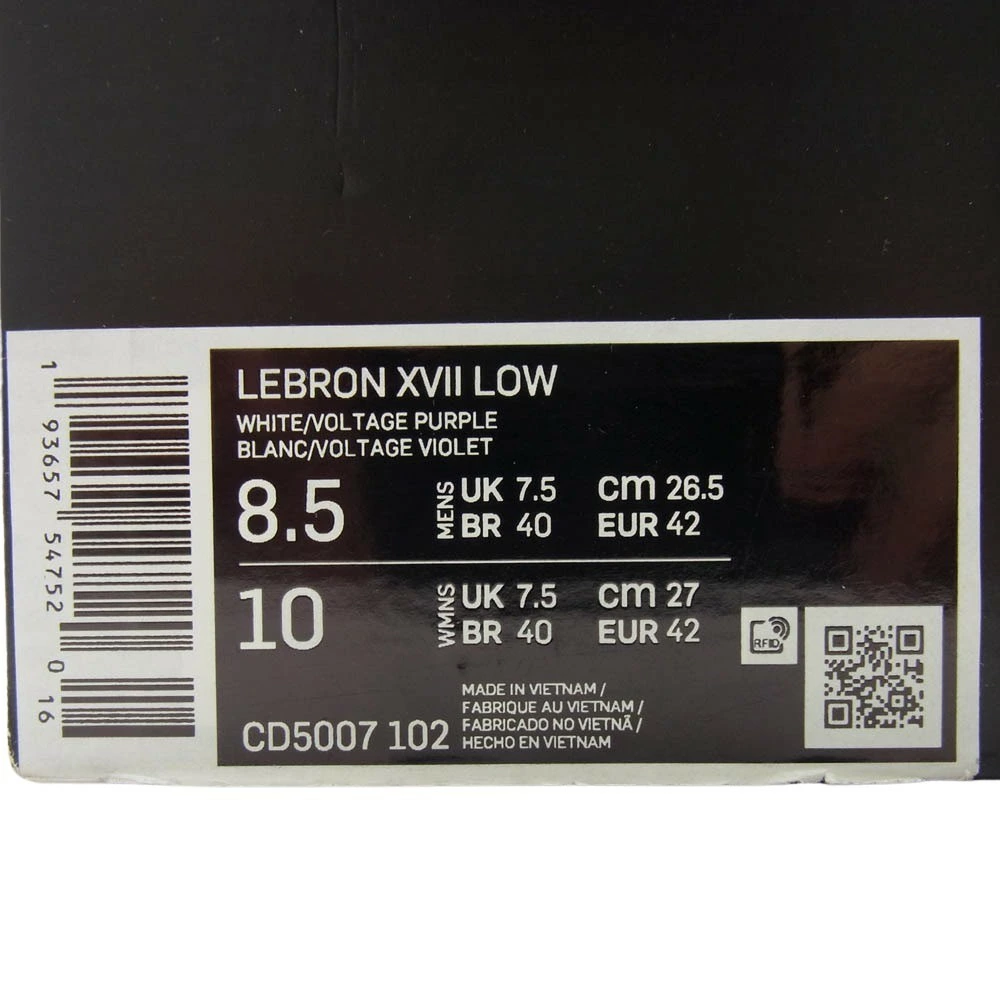 LEBRON XVII LOW
WHITE/VOLTAGE PURPLE
BLANC/VOLTAGE VIOLET
8.5 MENS UK 7.5 cm 26.5
BR 40 EUR 42
10 WMNS UK 7.5 cm 27
BR 40 EUR 42
RFID
MADE IN VIETNAM /
FABRIQUE AU VIETNAM /
FABRICADO NO VIETNÃ /
HECHO EN VIETNAM
CD5007 102
1 93657 54752 0 16